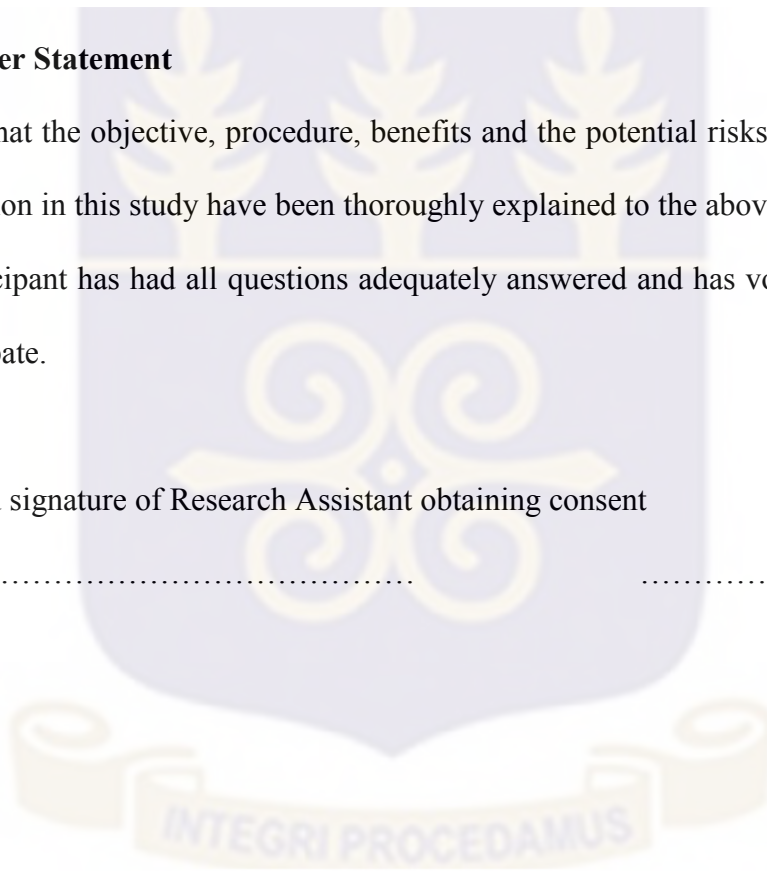 er Statement
hat the objective, procedure, benefits and the potential risks
ion in this study have been thoroughly explained to the abov
cipant has had all questions adequately answered and has vo
pate.
signature of Research Assistant obtaining consent
…………………………………… …………
INTEGRI PROCEDAMUS